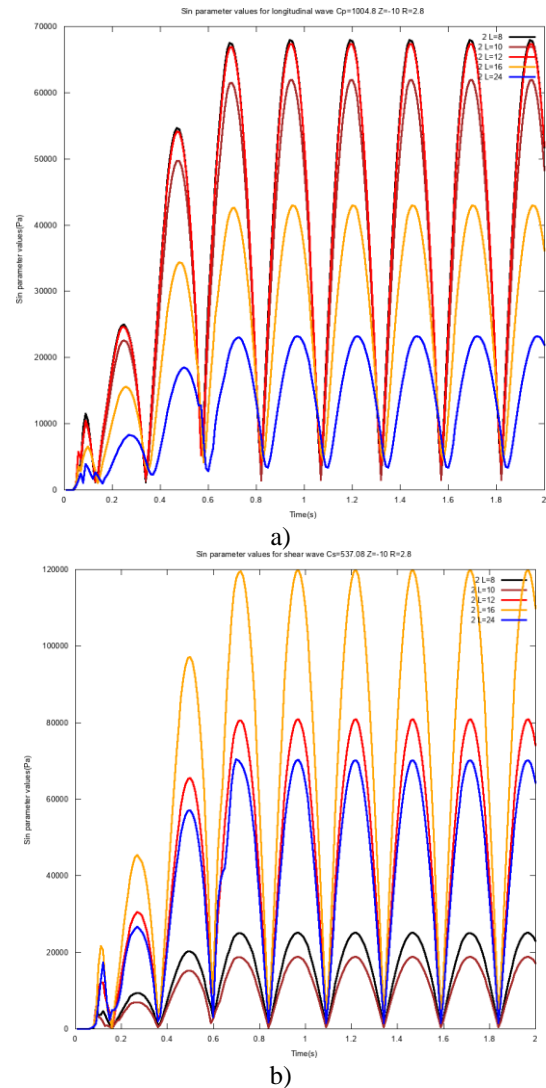 Sin parameter values for longitudinal wave Cp=1004.8 Z=-10 R=2.8
70000
60000
50000
40000
30000
20000
10000
0
Sin parameter values(Pa)
2 L=8
2 L=10
2 L=12
2 L=16
2 L=24
0 0.2 0.4 0.6 0.8 1 1.2 1.4 1.6 1.8 2
Time(s)
a)
Sin parameter values for shear wave Cs=537.08 Z=-10 R=2.8
120000
100000
80000
60000
40000
20000
0
Sin parameter values(Pa)
2 L=8
2 L=10
2 L=12
2 L=16
2 L=24
0 0.2 0.4 0.6 0.8 1 1.2 1.4 1.6 1.8 2
Time(s)
b)